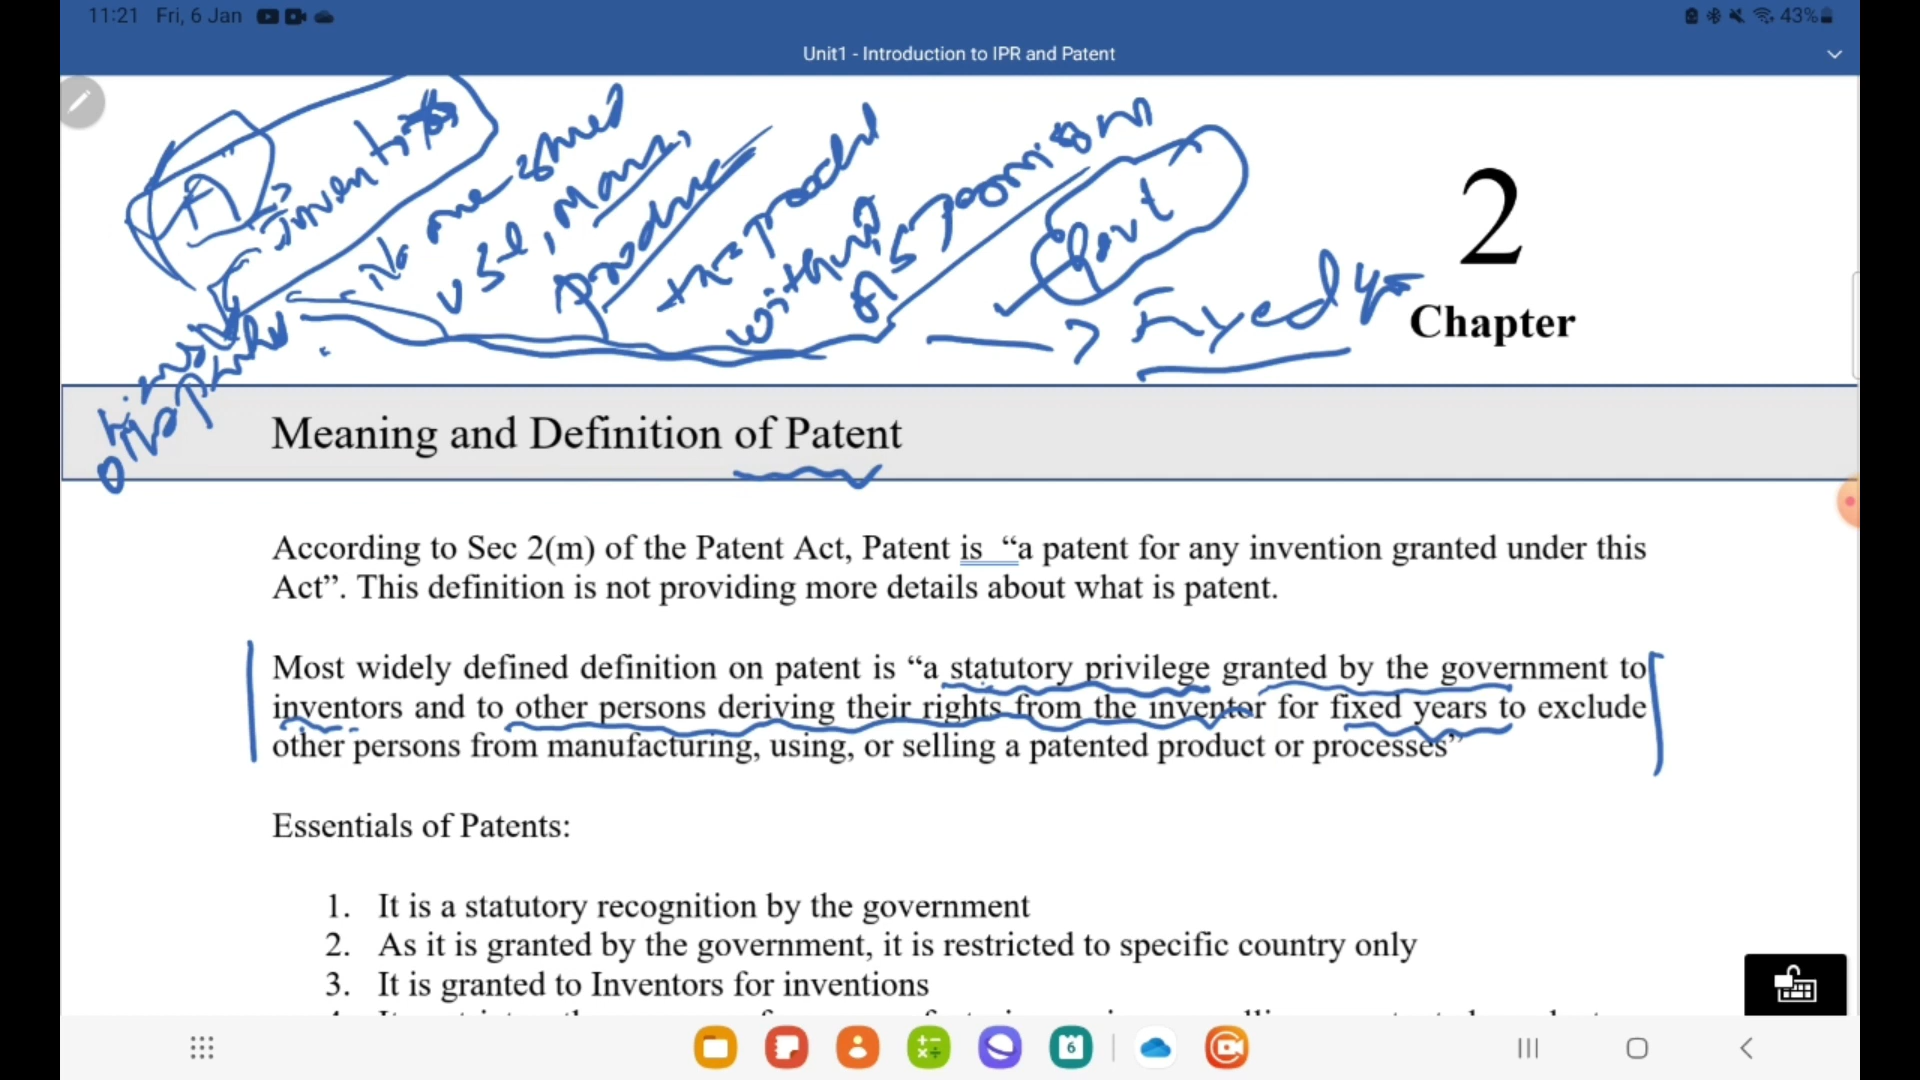 11:21 Fri, 6 Jan
43%
Unit1 - Introduction to IPR and Patent
A
No one
use, Manu,
produce
the product
without
permission
Govt
Fixed
2
Chapter
Meaning and Definition of Patent
According to Sec 2(m) of the Patent Act, Patent is “a patent for any invention granted under this
Act”. This definition is not providing more details about what is patent.
Most widely defined definition on patent is “a statutory privilege granted by the government to
inventors and to other persons deriving their rights from the inventor for fixed years to exclude
other persons from manufacturing, using, or selling a patented product or processes”
Essentials of Patents:
1. It is a statutory recognition by the government
2. As it is granted by the government, it is restricted to specific country only
3. It is granted to Inventors for inventions
6